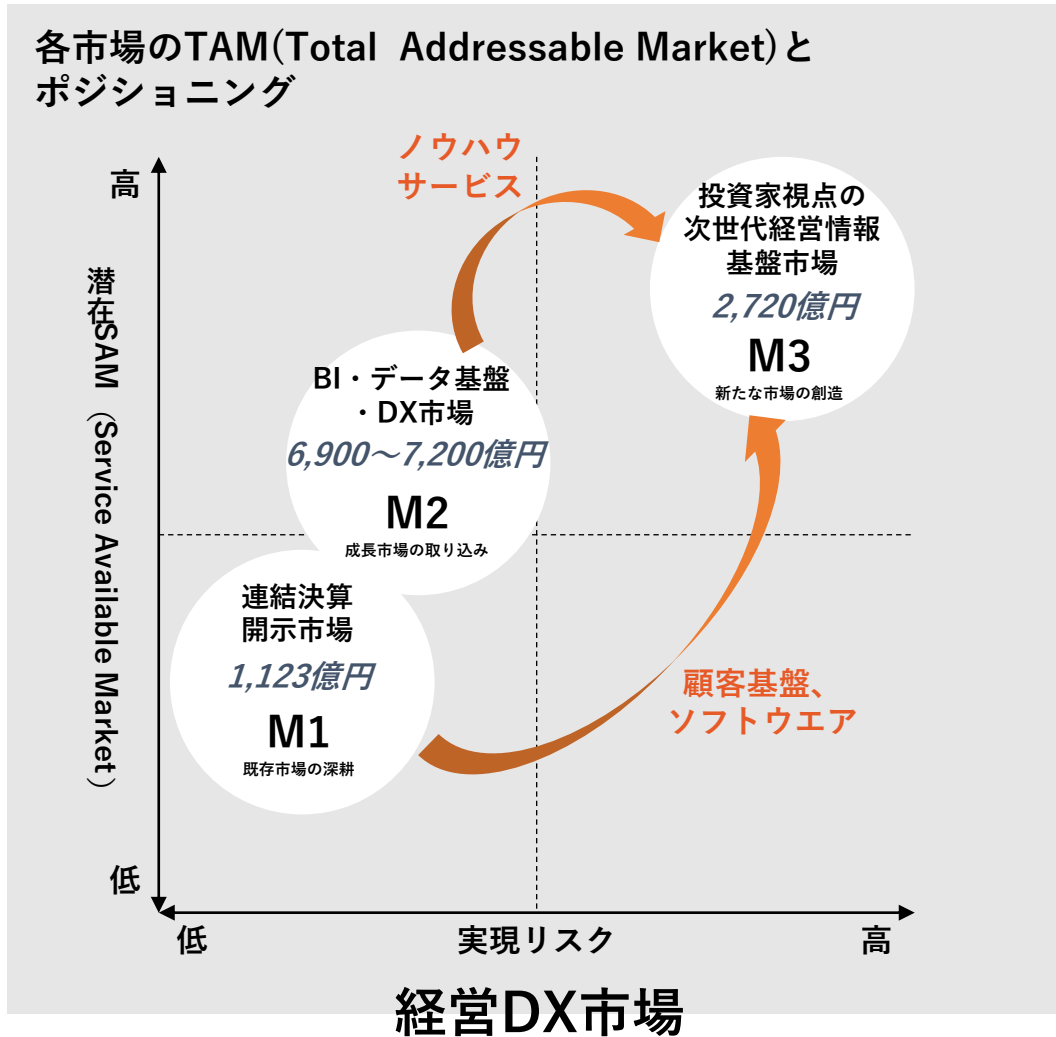 各市場のTAM(Total Addressable Market)と
ポジショニング
ノウハウ
サービス
高
潜在SAM（Service Available Market）
低
投資家視点の
次世代経営情報
基盤市場
2,720億円
M3
新たな市場の創造
BI・データ基盤
・DX市場
6,900～7,200億円
M2
成長市場の取り込み
連結決算
開示市場
1,123億円
M1
既存市場の深耕
顧客基盤、
ソフトウエア
低
実現リスク
高
経営DX市場